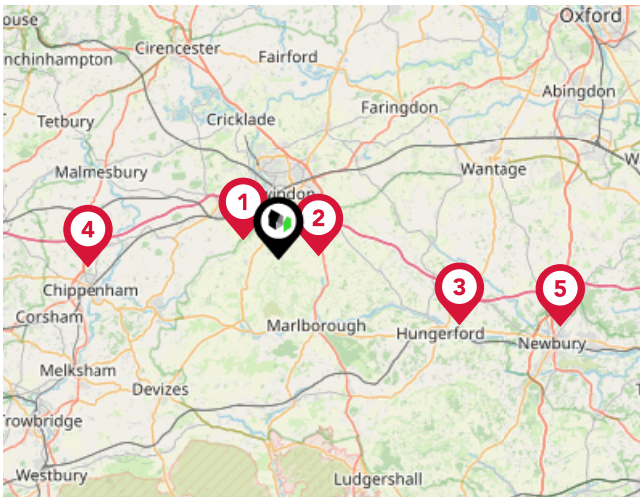 Oxford
Cirencester
Fairford
Abingdon
Faringdon
Tetbury
Cricklade
Wantage
Malmesbury
1
2
4
3
5
Chippenham
Corsham
Marlborough
Hungerford
Newbury
Melksham
Devizes
Westbury
Ludgershall